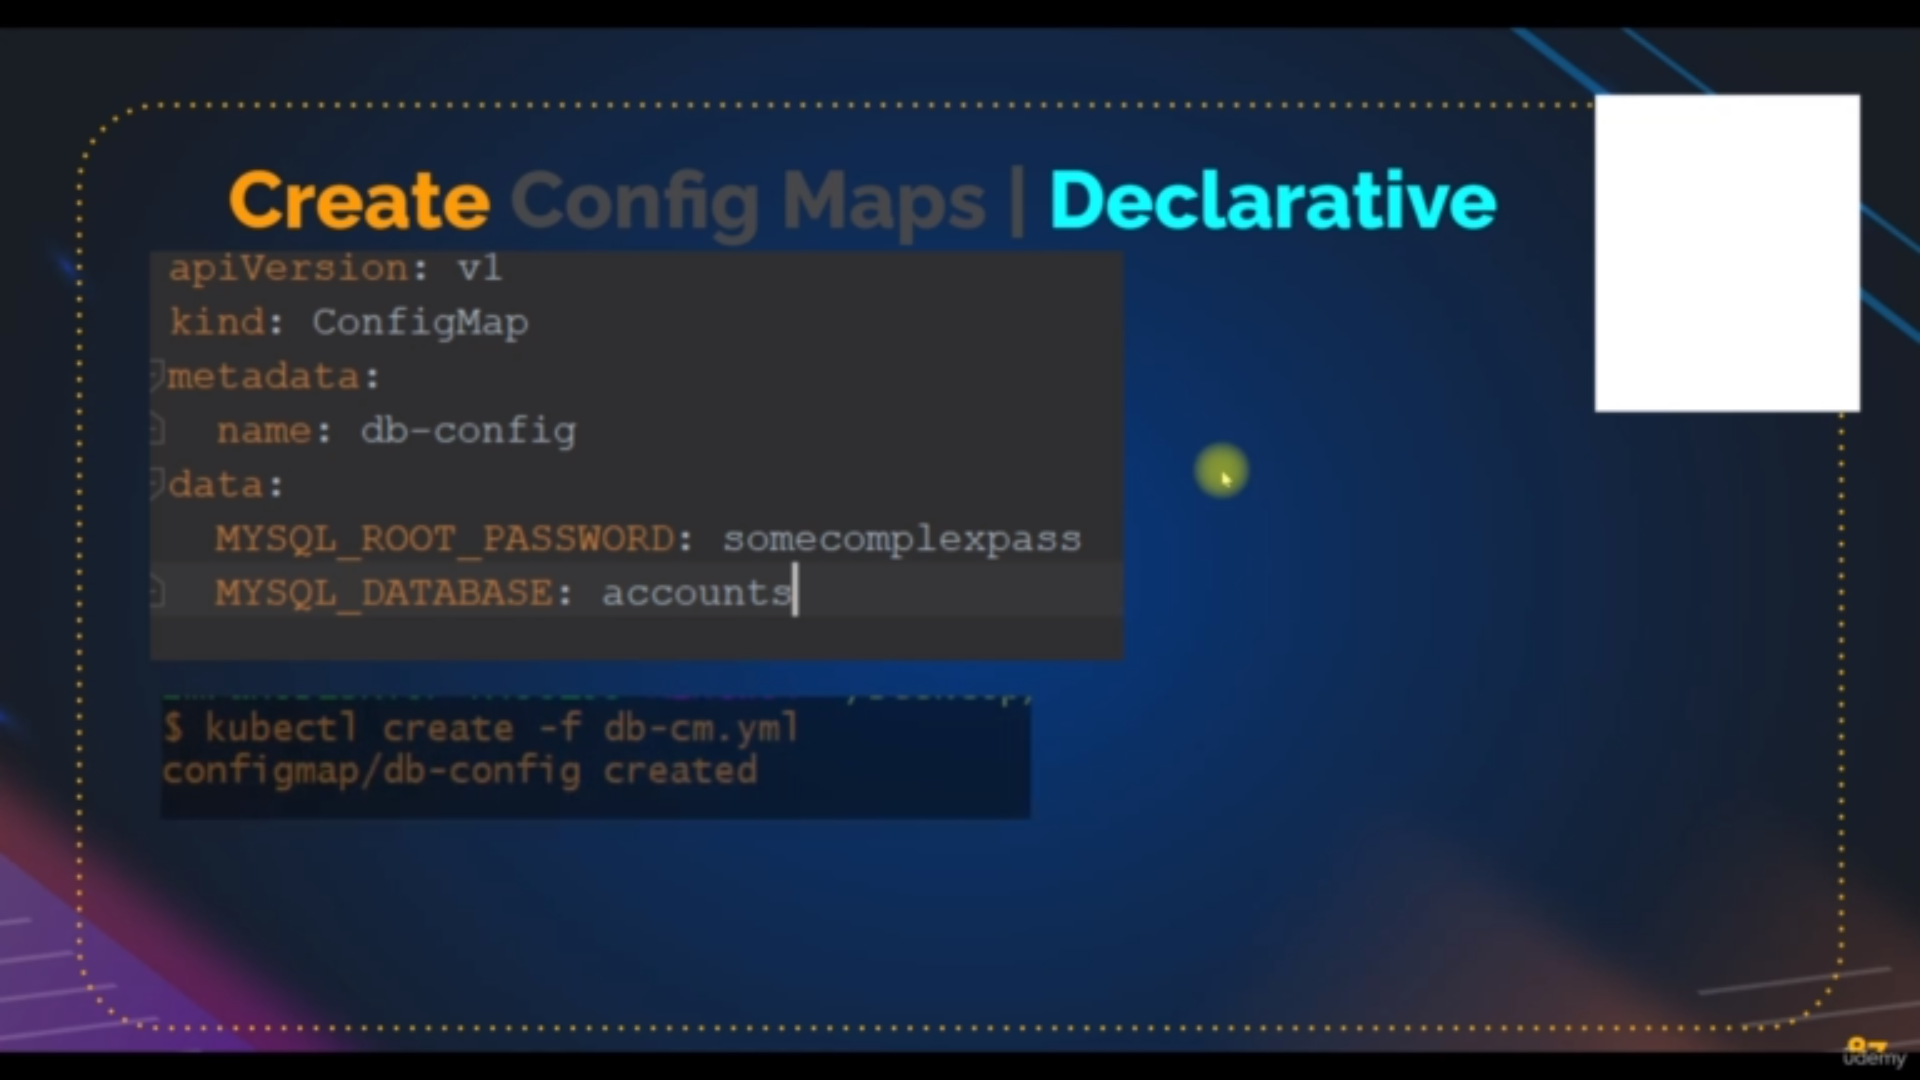 Create Config Maps | Declarative
apiVersion: v1
kind: ConfigMap
metadata:
name: db-config
data:
MYSQL_ROOT_PASSWORD: somecomplexpass
MYSQL_DATABASE: accounts
$ kubectl create -f db-cm.yml
configmap/db-config created
udemy